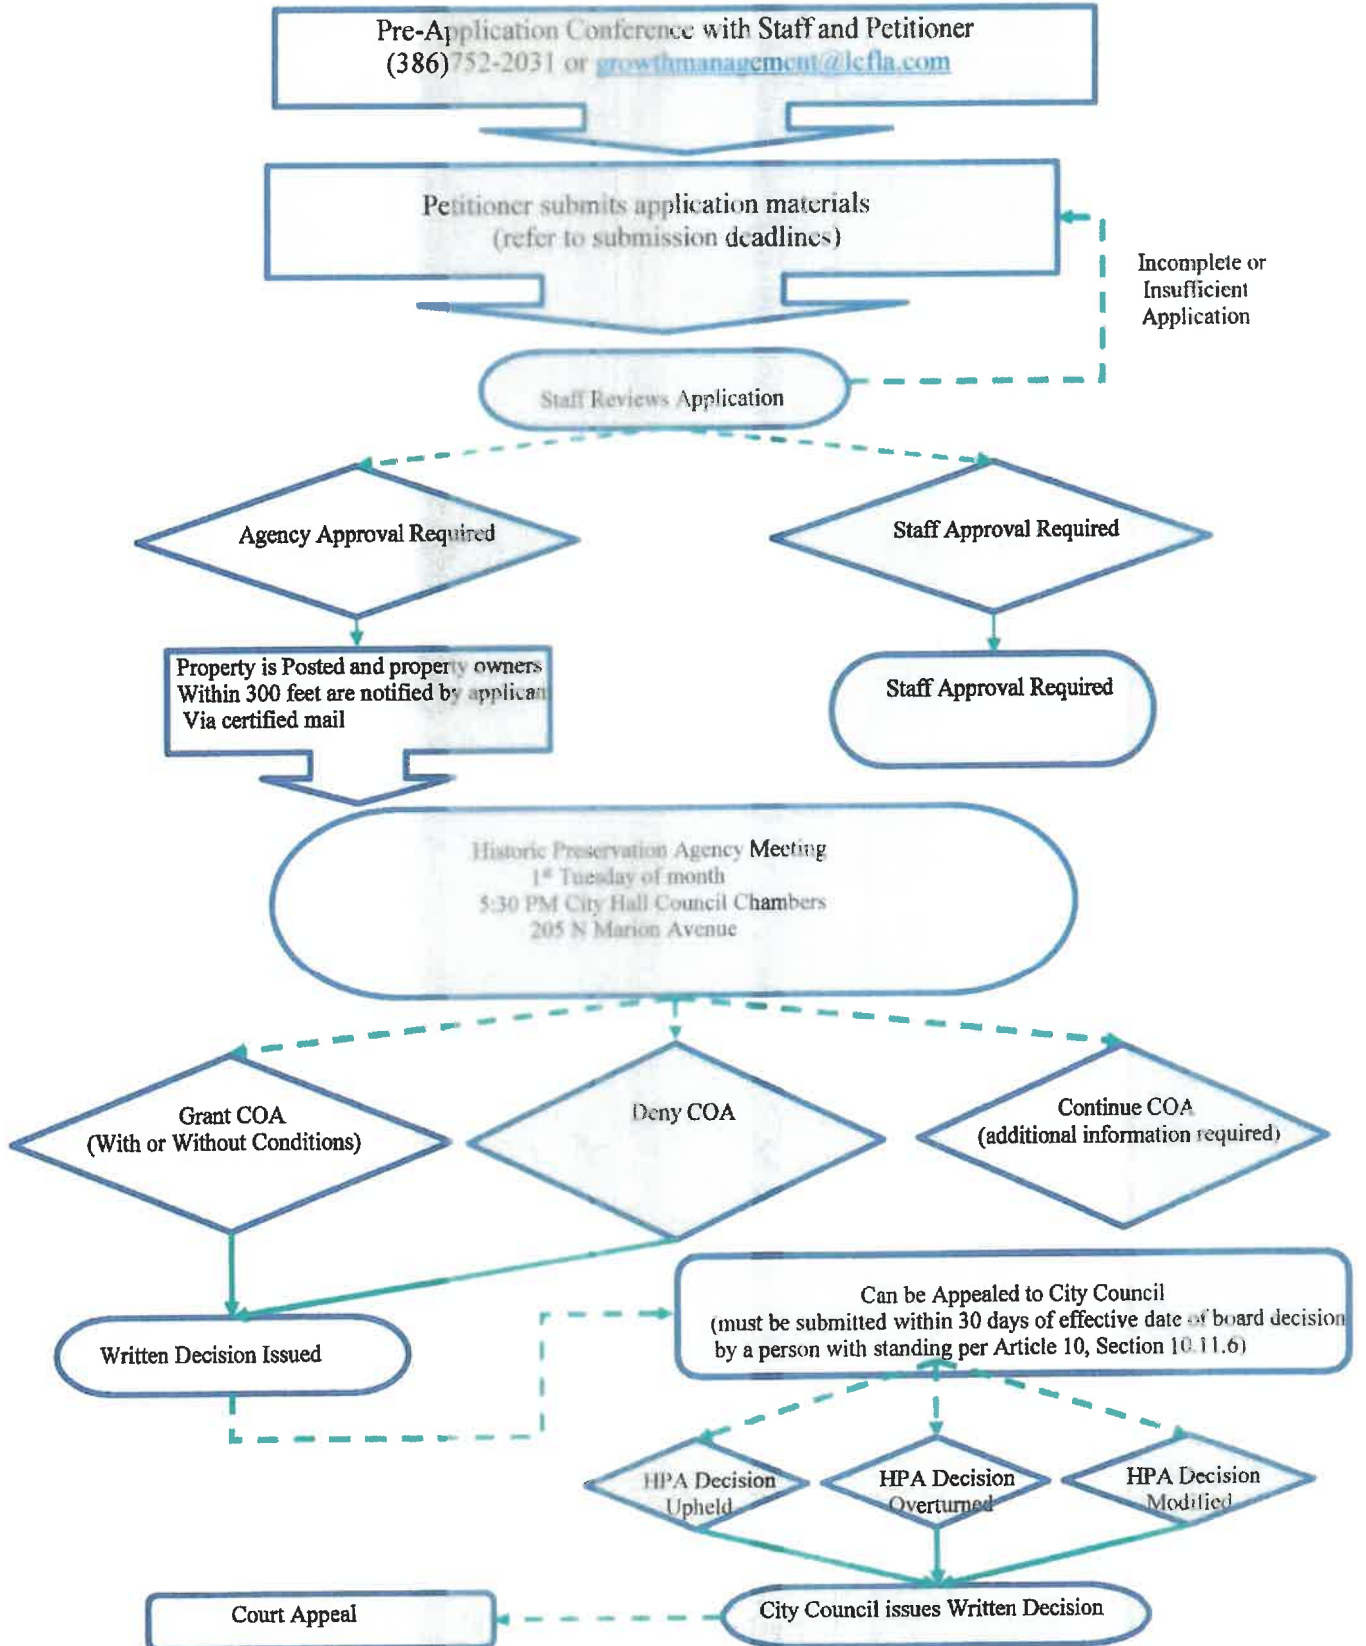 Pre-Application Conference with Staff and Petitioner
(386)752-2031 or growthmanagement@lcfla.com
Petitioner submits application materials
(refer to submission deadlines)
Incomplete or
Insufficient
Application
Staff Reviews Application
Agency Approval Required
Staff Approval Required
Property is Posted and property owners
Within 300 feet are notified by applican
Via certified mail
Staff Approval Required
Historic Preservation Agency Meeting
1st Tuesday of month
5:30 PM City Hall Council Chambers
205 N Marion Avenue
Grant COA
(With or Without Conditions)
Deny COA
Continue COA
(additional information required)
Written Decision Issued
Can be Appealed to City Council
(must be submitted within 30 days of effective date of board decision
by a person with standing per Article 10, Section 10.11.6)
HPA Decision
Upheld
HPA Decision
Overturned
HPA Decision
Modified
Court Appeal
City Council issues Written Decision